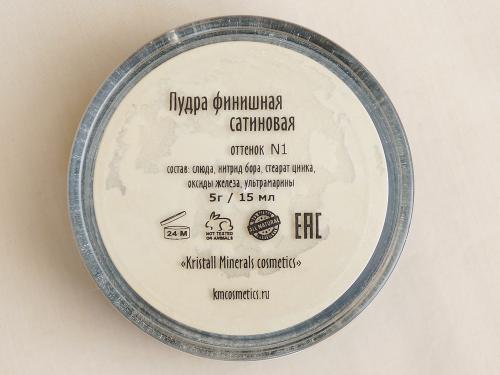 Пудра финишная
сатиновая
оттенок N1
состав: слюда, нитрид бора, стеарат цинка,
оксиды железа, ультрамарины
5г / 15 мл
24 M
NOT TESTED
ON ANIMALS
ALL NATURAL
EAC
«Kristall Minerals cosmetics»
kmcosmetics.ru